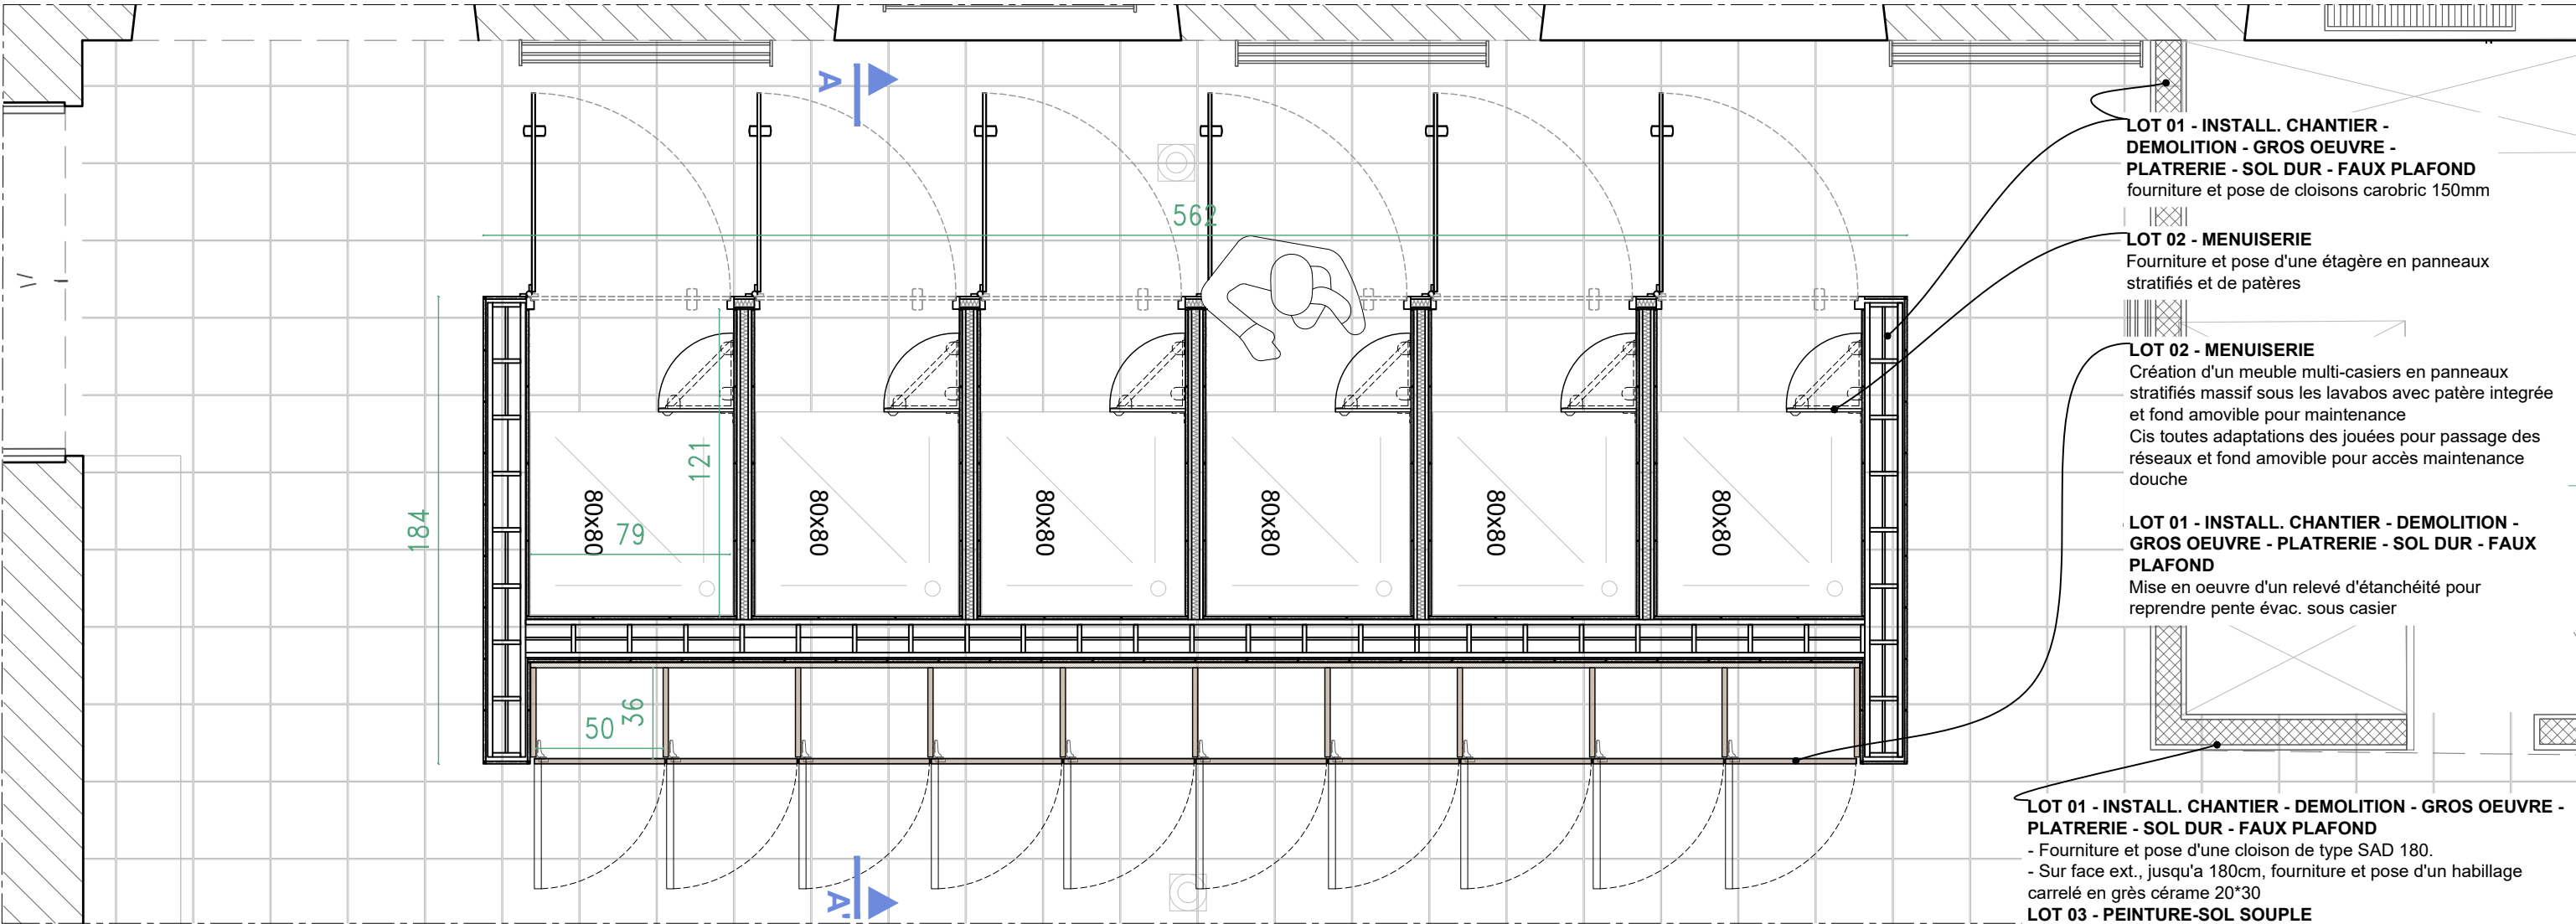 A
562
184
121
79
80x80
80x80
80x80
80x80
80x80
80x80
50
36
A'
LOT 01 - INSTALL. CHANTIER -
DEMOLITION - GROS OEUVRE -
PLATRERIE - SOL DUR - FAUX PLAFOND
fourniture et pose de cloisons carobric 150mm
LOT 02 - MENUISERIE
Fourniture et pose d'une étagère en panneaux
stratifiés et de patères
LOT 02 - MENUISERIE
Création d'un meuble multi-casiers en panneaux
stratifiés massif sous les lavabos avec patère integrée
et fond amovible pour maintenance
Cis toutes adaptations des jouées pour passage des
réseaux et fond amovible pour accès maintenance
douche
LOT 01 - INSTALL. CHANTIER - DEMOLITION -
GROS OEUVRE - PLATRERIE - SOL DUR - FAUX
PLAFOND
Mise en oeuvre d'un relevé d'étanchéité pour
reprendre pente évac. sous casier
LOT 01 - INSTALL. CHANTIER - DEMOLITION - GROS OEUVRE -
PLATRERIE - SOL DUR - FAUX PLAFOND
- Fourniture et pose d'une cloison de type SAD 180.
- Sur face ext., jusqu'a 180cm, fourniture et pose d'un habillage
carrelé en grès cérame 20*30
LOT 03 - PEINTURE-SOL SOUPLE